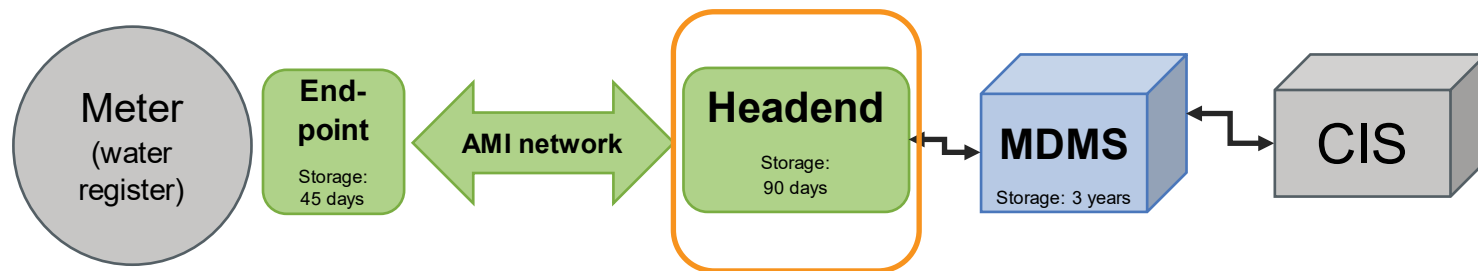 Meter
(water
register)
End-
point
Storage:
45 days
AMI network
Headend
Storage:
90 days
MDMS
Storage: 3 years
CIS